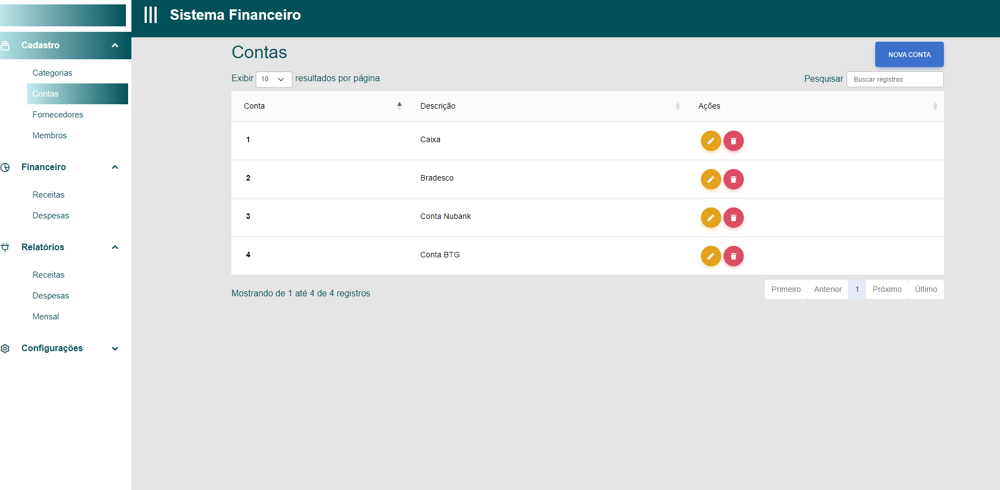 Sistema Financeiro
Cadastro
Categorias
Contas
Fornecedores
Membros
Financeiro
Receitas
Despesas
Relatórios
Receitas
Despesas
Mensal
Configurações
Contas
NOVA CONTA
Exibir 10 resultados por página
Pesquisar Buscar registros
Conta Descrição Ações
1 Caixa
2 Bradesco
3 Conta Nubank
4 Conta BTG
Mostrando de 1 até 4 de 4 registros
Primeiro Anterior 1 Próximo Último